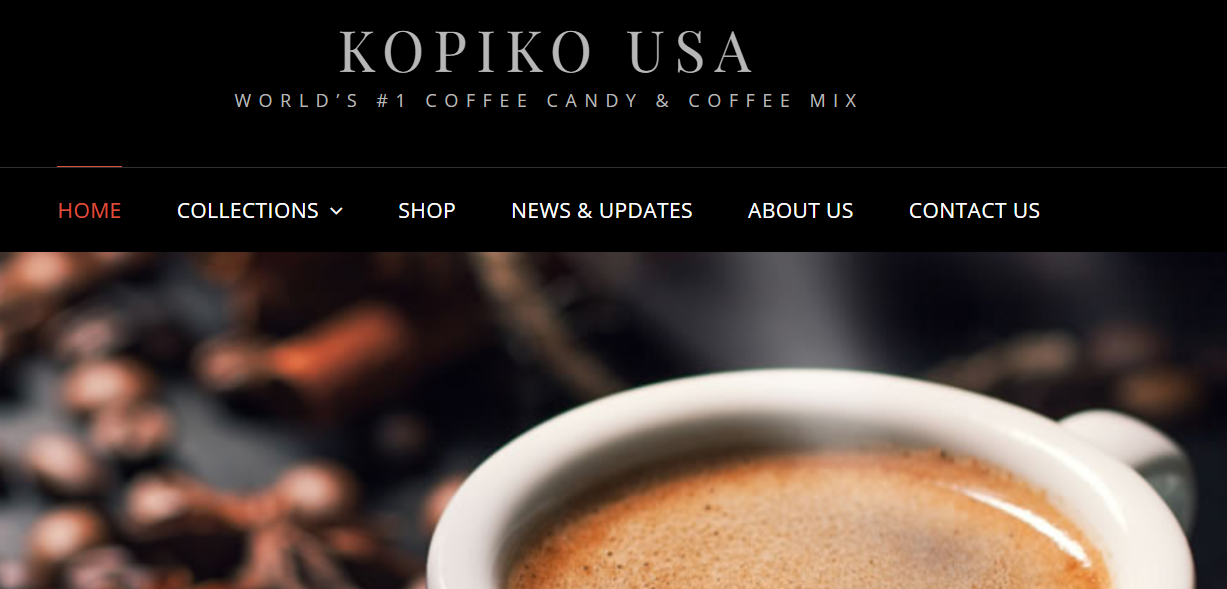 KOPIKO USA
WORLD’S #1 COFFEE CANDY & COFFEE MIX
HOME COLLECTIONS SHOP NEWS & UPDATES ABOUT US CONTACT US